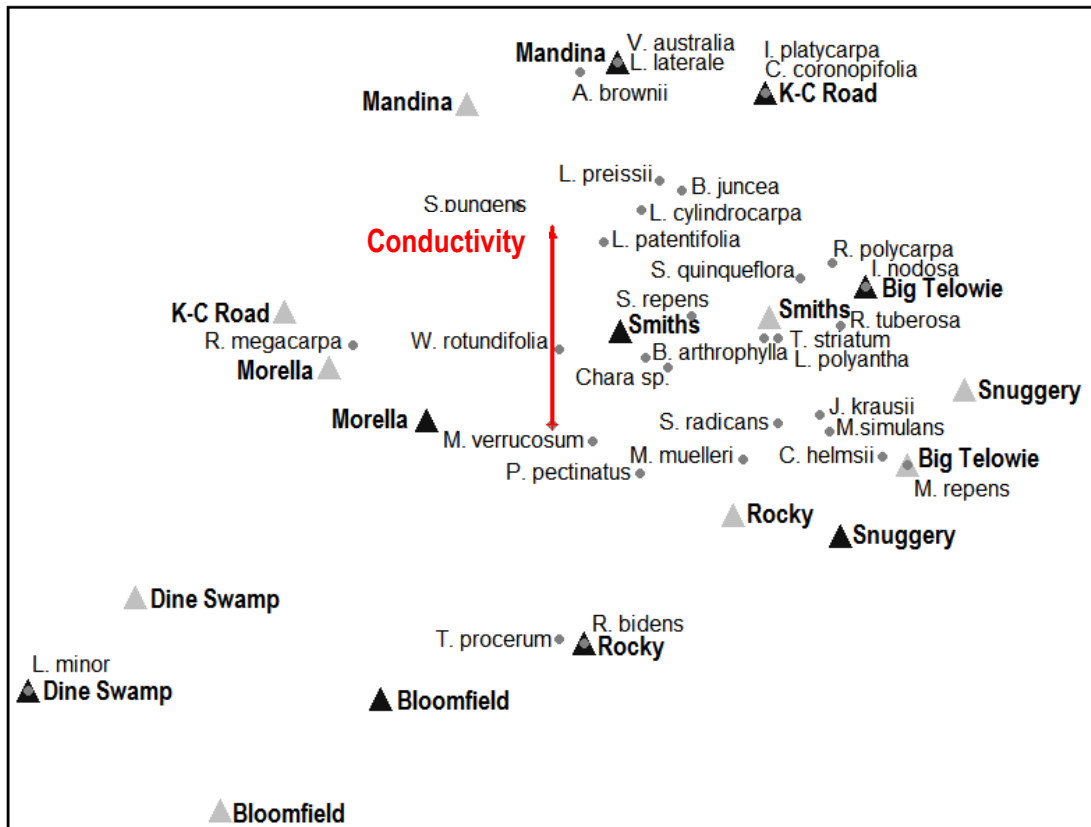 V. australia
Mandina
L. laterale
A. brownii
I. platycarpa
C. coronopifolia
K-C Road
Mandina
L. preissii
B. juncea
S.pungens
L. cylindrocarpa
Conductivity
L. patentifolia
R. polycarpa
S. quinqueflora
I. nodosa
Big Telowie
S. repens
Smiths
K-C Road
Smiths
R. tuberosa
R. megacarpa
W. rotundifolia
B. arthrophylla
T. striatum
L. polyantha
Morella
Chara sp.
Snuggery
Morella
S. radicans
J. krausii
M.simulans
M. verrucosum
P. pectinatus
M. muelleri
C. helmsii
Big Telowie
M. repens
Rocky
Snuggery
Dine Swamp
T. procerum
R. bidens
Rocky
L. minor
Dine Swamp
Bloomfield
Bloomfield